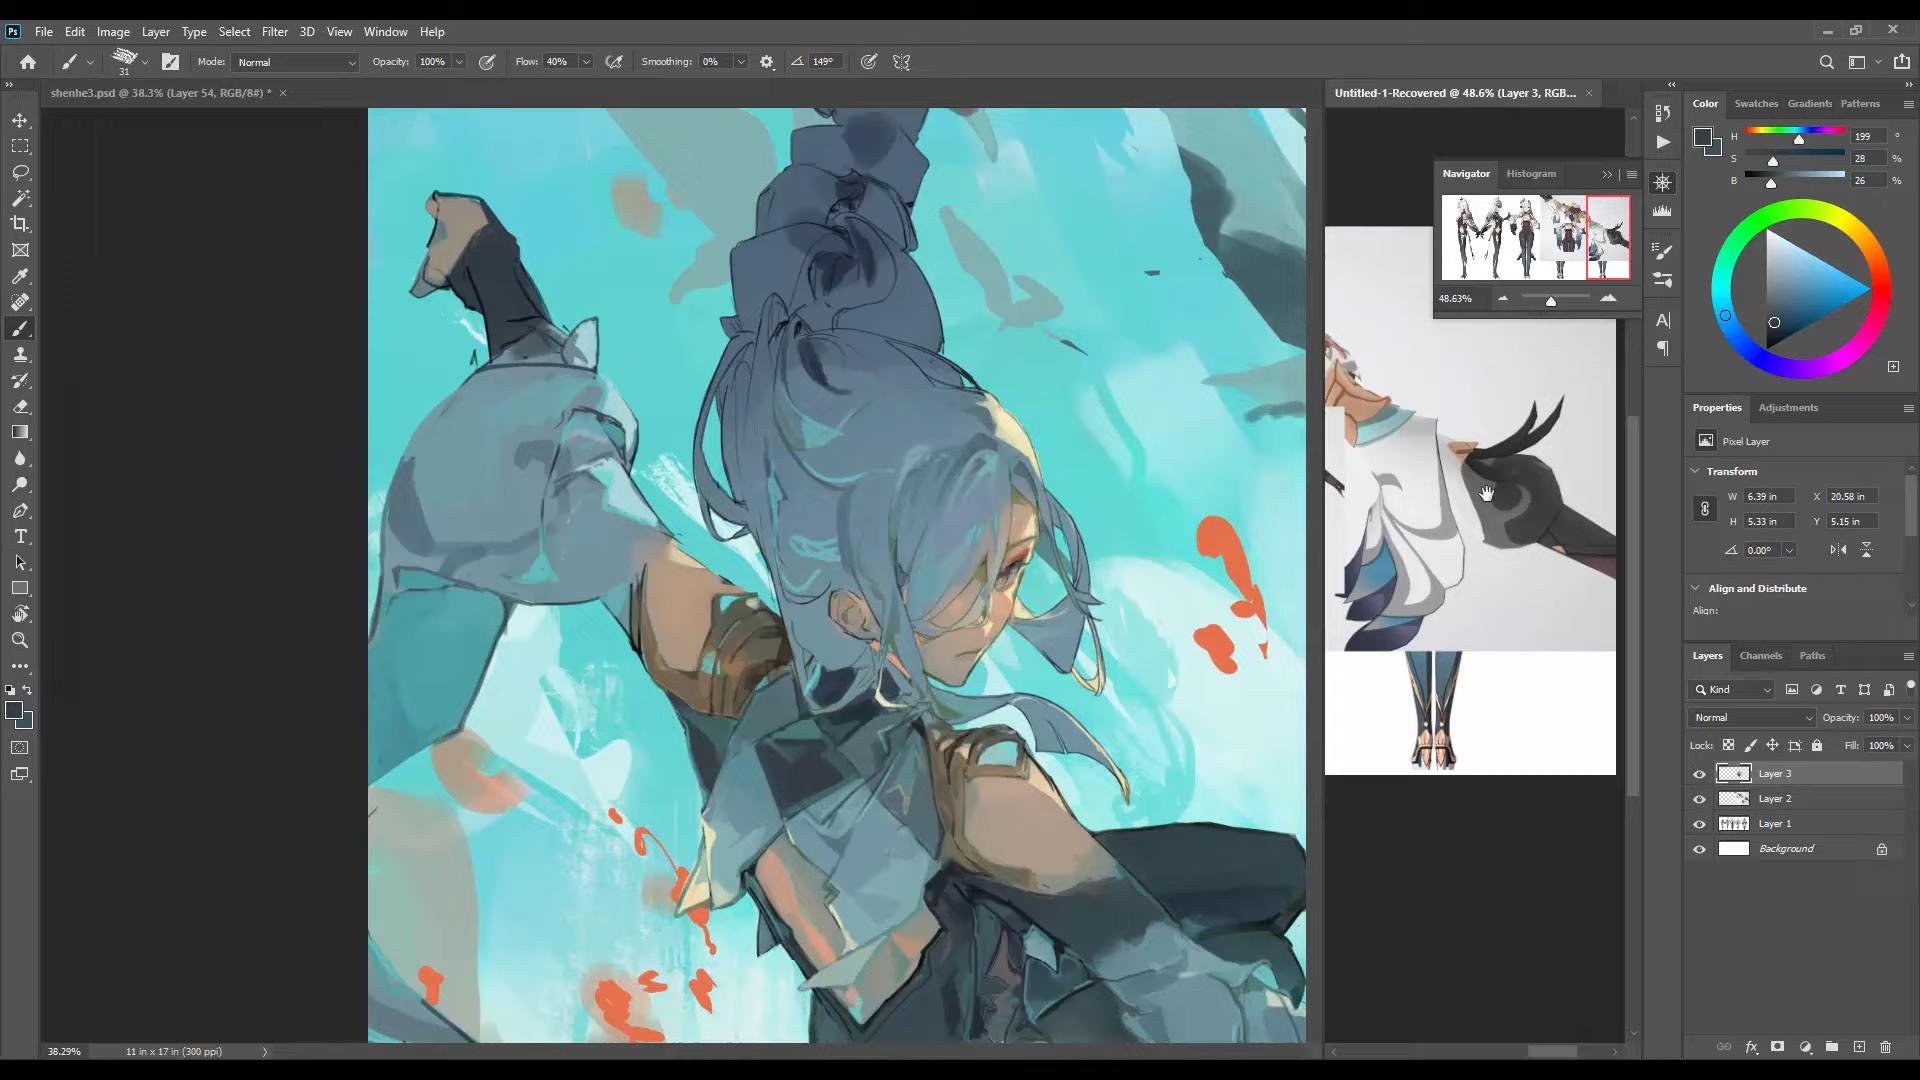 Ps File Edit Image Layer Type Select Filter 3D View Window Help
31 Mode: Normal Opacity: 100% Flow: 40% Smoothing: 0% 149°
shenhe3.psd @ 38.3% (Layer 54, RGB/8#) * ×
Untitled-1-Recovered @ 48.6% (Layer 3, RGB... ×
Navigator Histogram
48.63%
Color Swatches Gradients Patterns
H 199 °
S 28 %
B 26 %
Properties Adjustments
Pixel Layer
Transform
W 6.39 in X 20.58 in
H 5.33 in Y 5.15 in
0.00°
Align and Distribute
Align:
Layers Channels Paths
Kind
Normal Opacity: 100%
Lock: Fill: 100%
Layer 3
Layer 2
Layer 1
Background
38.29% 11 in x 17 in (300 ppi)